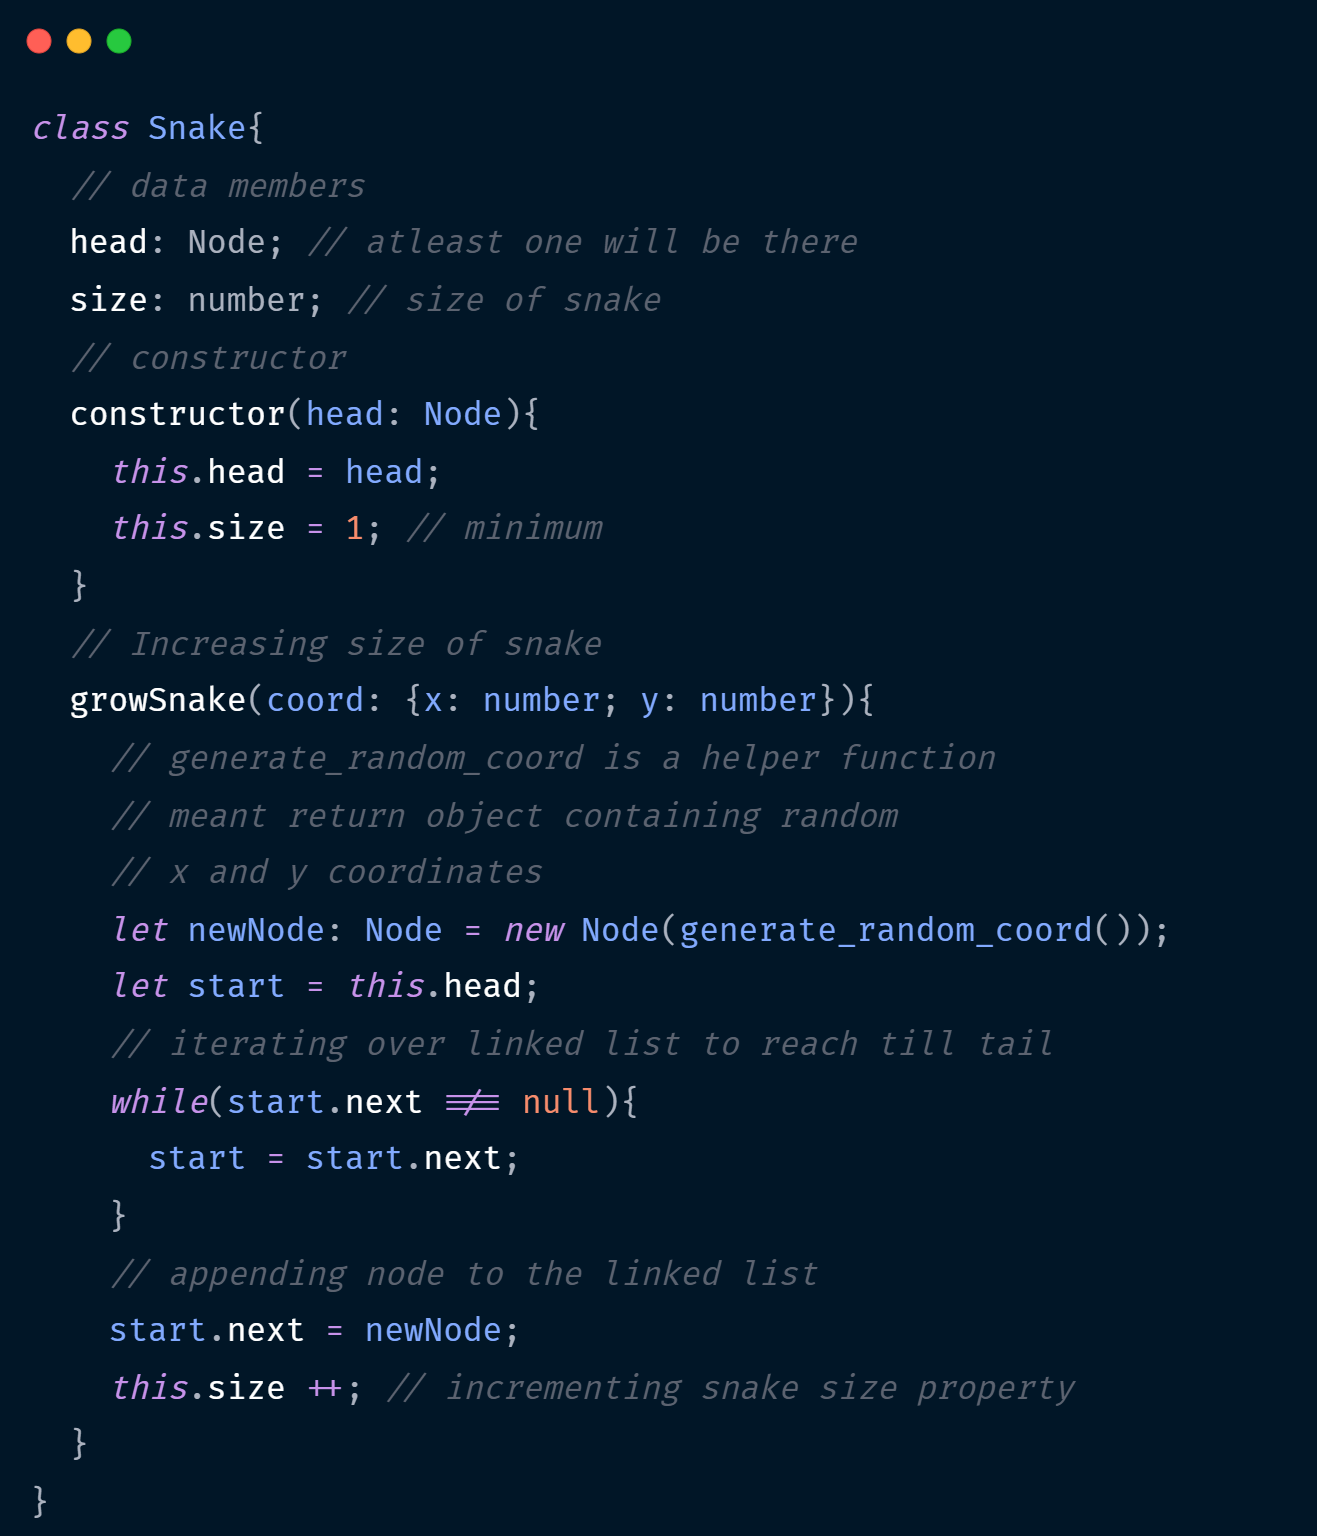 class Snake{
  // data members
  head: Node; // atleast one will be there
  size: number; // size of snake
  // constructor
  constructor(head: Node){
    this.head = head;
    this.size = 1; // minimum
  }
  // Increasing size of snake
  growSnake(coord: {x: number; y: number}){
    // generate_random_coord is a helper function
    // meant return object containing random
    // x and y coordinates
    let newNode: Node = new Node(generate_random_coord());
    let start = this.head;
    // iterating over linked list to reach till tail
    while(start.next !== null){
      start = start.next;
    }
    // appending node to the linked list
    start.next = newNode;
    this.size ++; // incrementing snake size property
  }
}